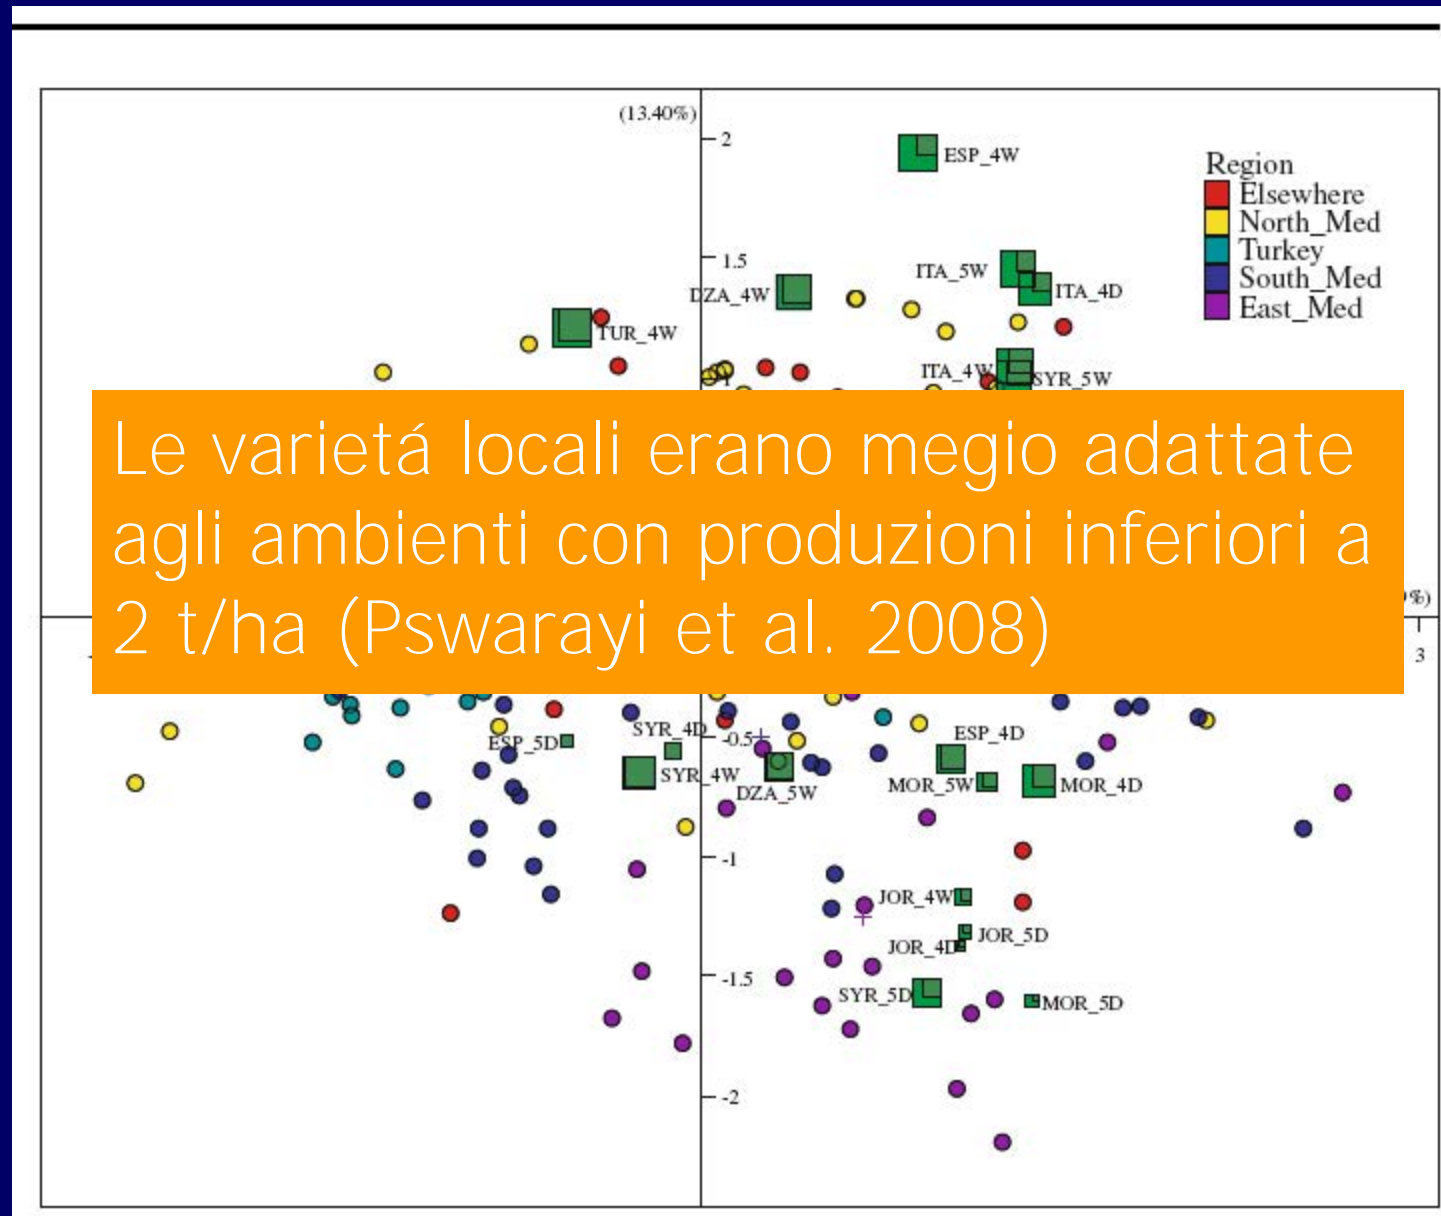 (13.40%)
2
ESP_4W
Region
Elsewhere
North_Med
Turkey
South_Med
East_Med
1.5
ITA_5W
ITA_4D
DZA_4W
TUR_4W
ITA_4W
SYR_5W
1
Le varietá locali erano megio adattate
agli ambienti con produzioni inferiori a
2 t/ha (Pswarayi et al. 2008)
%)
3
-0.5
ESP_5D
SYR_4D
SYR_4W
DZA_5W
ESP_4D
MOR_5W
MOR_4D
-1
JOR_4W
JOR_5D
JOR_4D
-1.5
SYR_5D
MOR_5D
-2